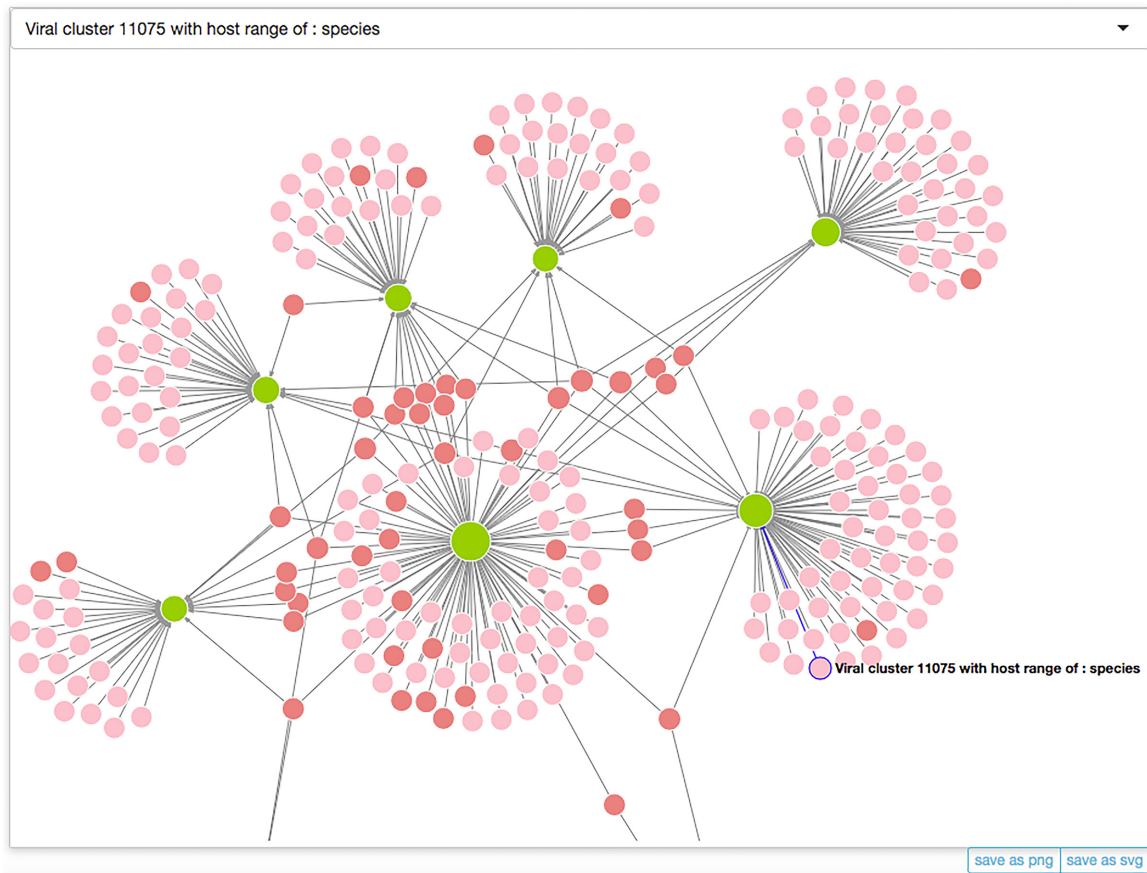 Viral cluster 11075 with host range of : species
Viral cluster 11075 with host range of : species
save as png save as svg